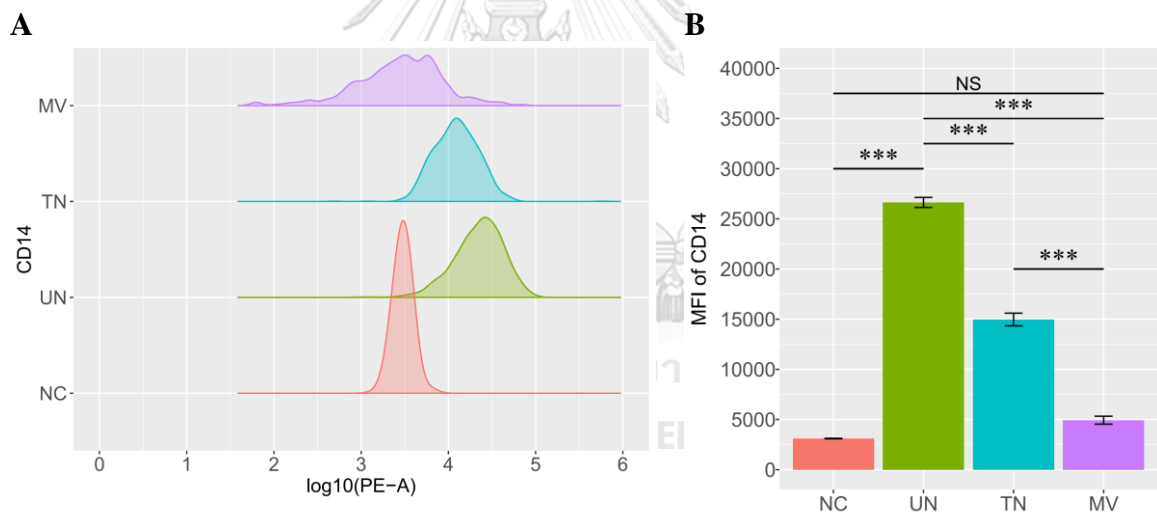 A
MV
TN
UN
NC
CD14
0 1 2 3 4 5 6
log10(PE−A)
B
40000
35000
30000
25000
20000
15000
10000
5000
0
MFI of CD14
NS
***
***
***
***
NC UN TN MV